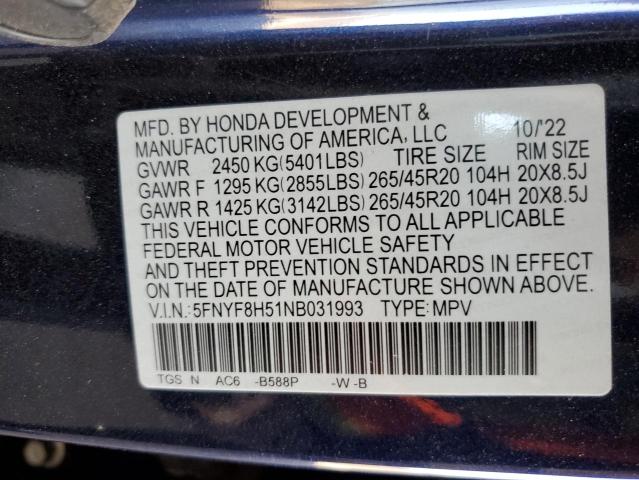 MFD. BY HONDA DEVELOPMENT &
MANUFACTURING OF AMERICA, LLC 10/'22
GVWR 2450 KG(5401LBS) TIRE SIZE RIM SIZE
GAWR F 1295 KG(2855LBS) 265/45R20 104H 20X8.5J
GAWR R 1425 KG(3142LBS) 265/45R20 104H 20X8.5J
THIS VEHICLE CONFORMS TO ALL APPLICABLE
FEDERAL MOTOR VEHICLE SAFETY
AND THEFT PREVENTION STANDARDS IN EFFECT
ON THE DATE OF MANUFACTURE SHOWN ABOVE.
V.I.N.:5FNYF8H51NB031993 TYPE:MPV
TGS N AC6 -B588P -W -B